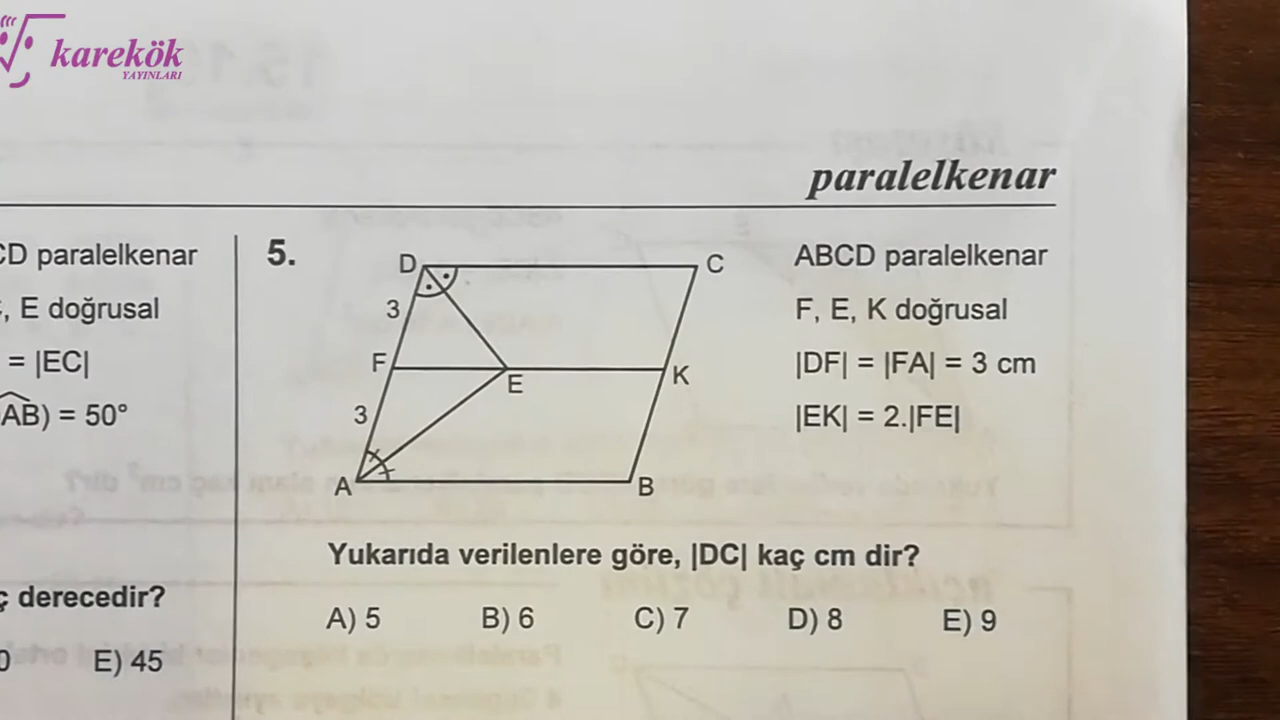 karekök
YAYINLARI
paralelkenar
CD paralelkenar
, E doğrusal
= |EC|
AB) = 50°
derecedir?
0 E) 45
5.
D
C
3
F
E
K
3
A
B
ABCD paralelkenar
F, E, K doğrusal
|DF| = |FA| = 3 cm
|EK| = 2.|FE|
Yukarıda verilenlere göre, |DC| kaç cm dir?
A) 5 B) 6 C) 7 D) 8 E) 9